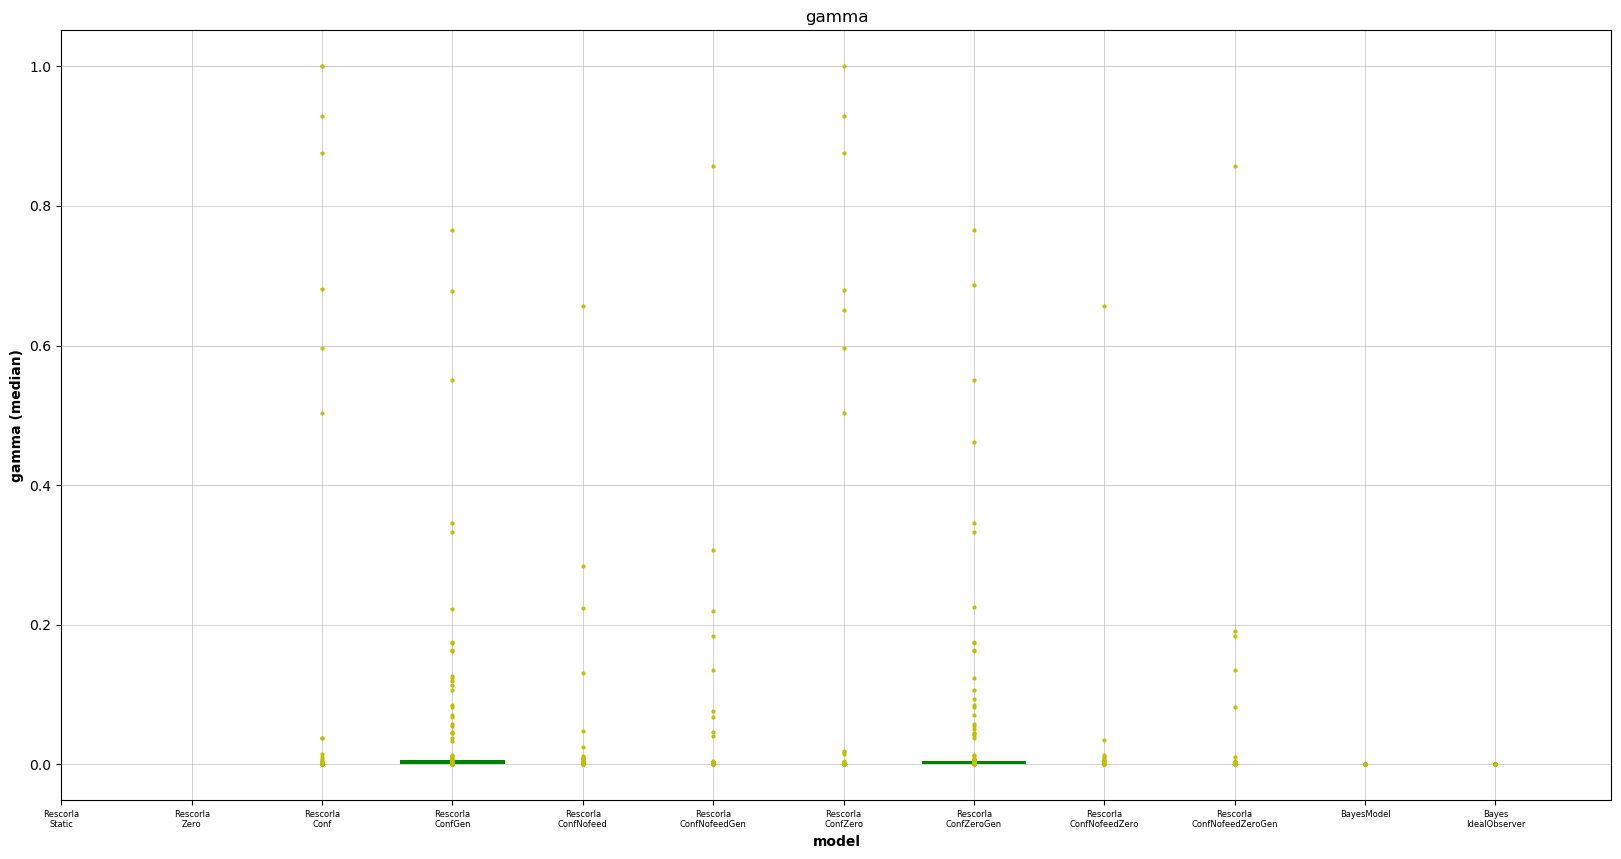 gamma
1.0
0.8
0.6
0.4
0.2
0.0
gamma (median)
Rescorla
Static
Rescorla
Zero
Rescorla
Conf
Rescorla
ConfGen
Rescorla
ConfNofeed
Rescorla
ConfNofeedGen
Rescorla
ConfZero
Rescorla
ConfZeroGen
Rescorla
ConfNofeedZero
Rescorla
ConfNofeedZeroGen
BayesModel
Bayes
IdealObserver
model